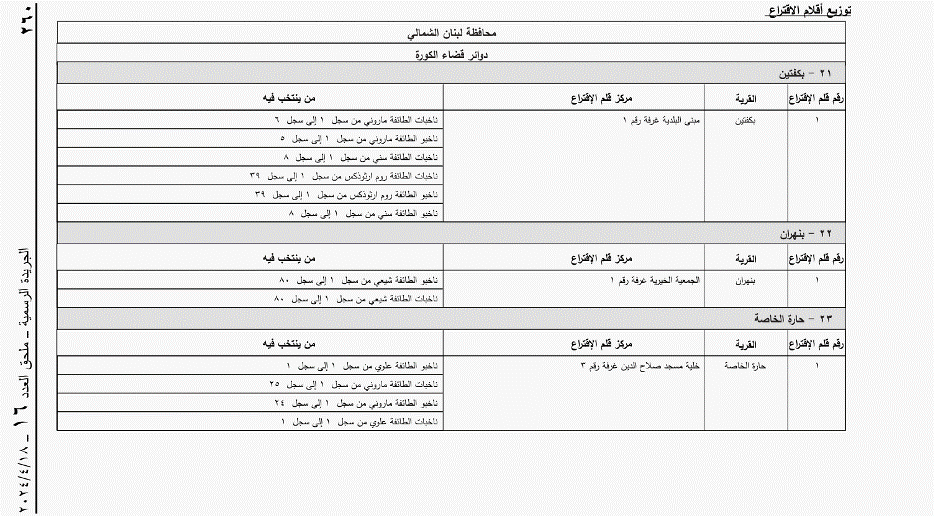 توزيع أقلام الاقتراع
محافظة لبنان الشمالي
دوائر قضاء الكورة
٢١ - بكفتين
رقم قلم الإقتراع القرية مركز قلم الإقتراع من ينتخب فيه
١ بكفتين مبنى البلدية غرفة رقم ١ ناخبات الطائفة ماروني من سجل ١ إلى سجل ٦
ناخبو الطائفة ماروني من سجل ١ إلى سجل ٥
ناخبات الطائفة سني من سجل ١ إلى سجل ٨
ناخبات الطائفة روم ارثوذكس من سجل ١ إلى سجل ٣٩
ناخبو الطائفة روم ارثوذكس من سجل ١ إلى سجل ٣٩
ناخبو الطائفة سني من سجل ١ إلى سجل ٨
٢٢ - بنهران
رقم قلم الإقتراع القرية مركز قلم الإقتراع من ينتخب فيه
١ بنهران الجمعية الخيرية غرفة رقم ١ ناخبو الطائفة شيعي من سجل ١ إلى سجل ٨٠
ناخبات الطائفة شيعي من سجل ١ إلى سجل ٨٠
٢٣ - حارة الخاصة
رقم قلم الإقتراع القرية مركز قلم الإقتراع من ينتخب فيه
١ حارة الخاصة خلية مسجد صلاح الدين غرفة رقم ٣ ناخبو الطائفة علوي من سجل ١ إلى سجل ١
ناخبات الطائفة ماروني من سجل ١ إلى سجل ٢٥
ناخبو الطائفة ماروني من سجل ١ إلى سجل ٢٤
ناخبات الطائفة علوي من سجل ١ إلى سجل ١
٢٦٠
الجريدة الرسمية ـ ملحق العدد ١٦ ـ ٢٠٢٤/٤/١٨